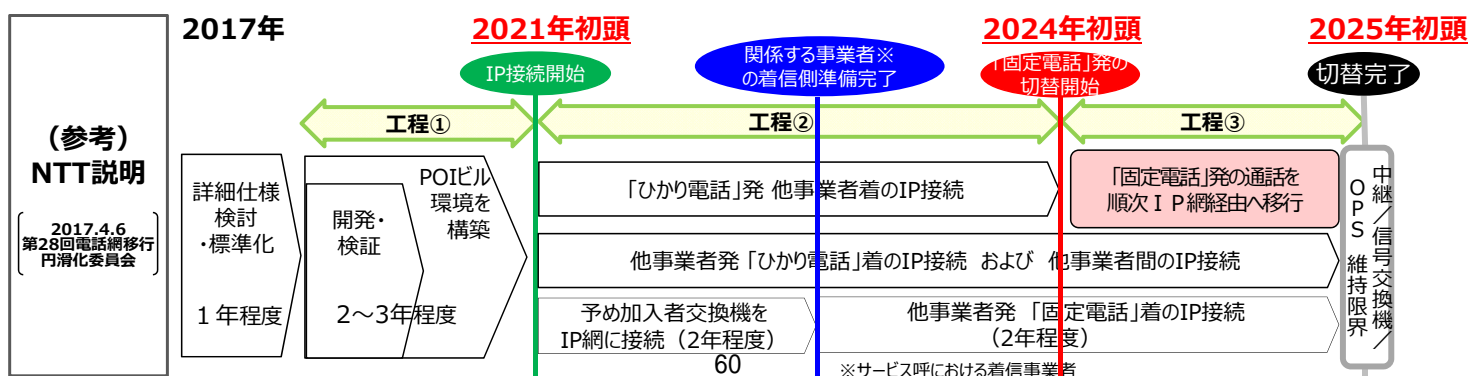 2017年
2021年初頭
2024年初頭
2025年初頭
IP接続開始
関係する事業者※
の着信側準備完了
「固定電話」発の
切替開始
切替完了
工程①
工程②
工程③
(参考)
NTT説明
2017.4.6
第28回電話網移行
円滑化委員会
詳細仕様
検討
・標準化
1年程度
開発・
検証
2～3年程度
POIビル
環境を
構築
「ひかり電話」発 他事業者着のIP接続
「固定電話」発の通話を
順次IP網経由へ移行
他事業者発「ひかり電話」着のIP接続 および 他事業者間のIP接続
予め加入者交換機を
IP網に接続（2年程度）
他事業者発 「固定電話」着のIP接続
（2年程度）
中継/信号交換機/
OPS 維持限界
60
※サービス呼における着信事業者